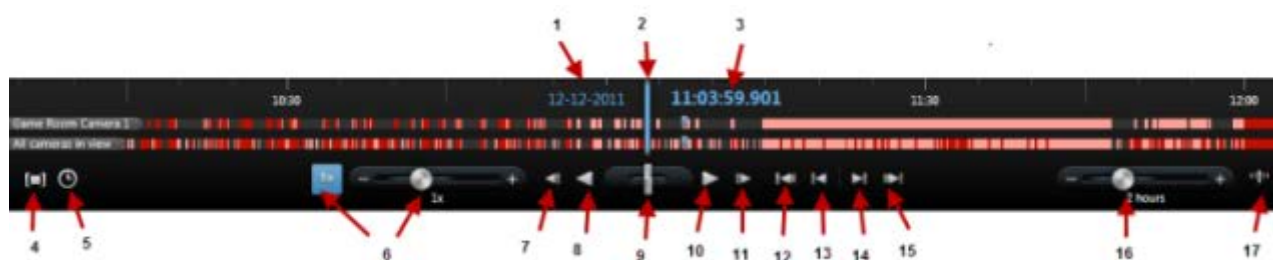 1 2 3
10:30 12-12-2011 11:03:59.901 11:30 12:00
Game Room Camera 1
All cameras in view
1x
1x 2 hours
4 5 6 7 8 9 10 11 12 13 14 15 16 17